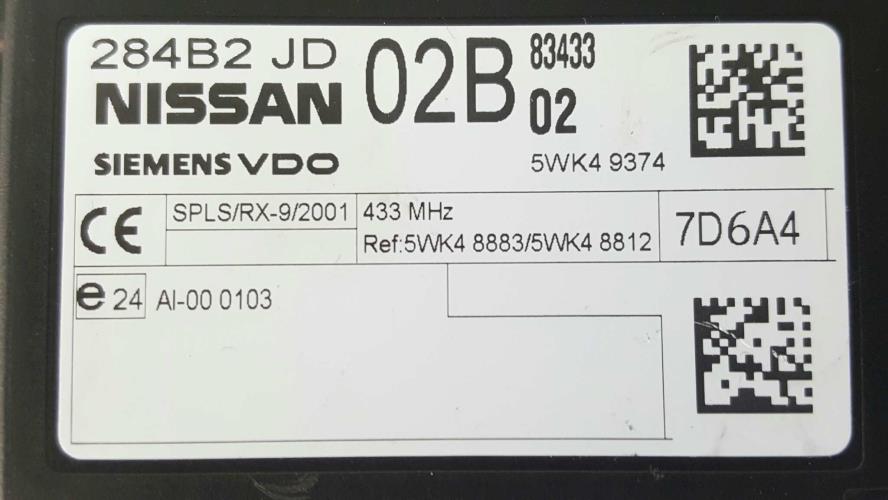 284B2 JD 02B 83433
NISSAN 02
SIEMENS VDO 5WK4 9374
CE SPLS/RX-9/2001 433 MHz 7D6A4
Ref:5WK4 8883/5WK4 8812
e 24 AI-00 0103